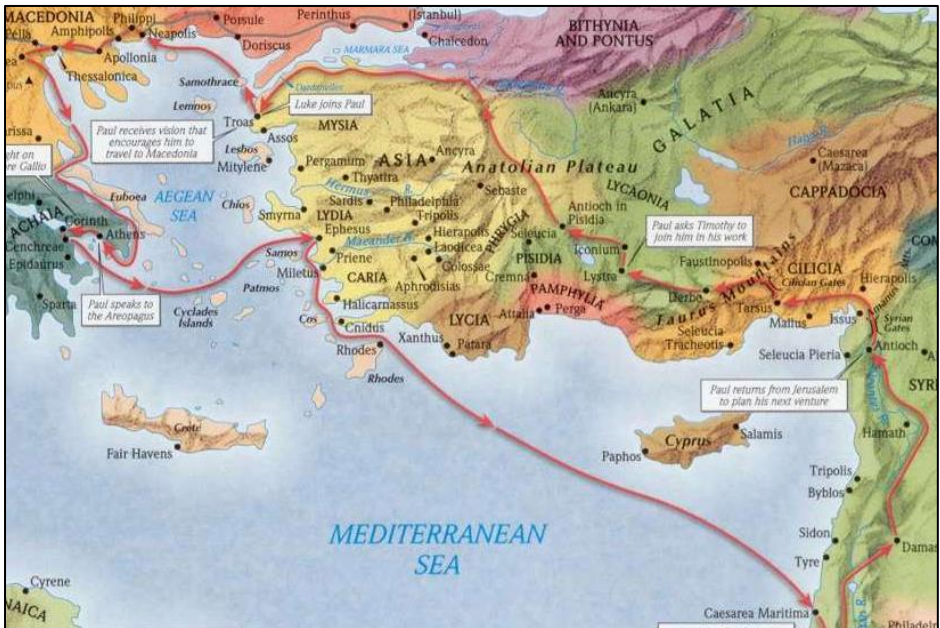 MACEDONIA
Philippi
Porsule
Perinthus
(Istanbul)
Amphipolis
Neapolis
Pella
Doriscus
Chalcedon
BITHYNIA
AND PONTUS
Apollonia
MARMARA SEA
Thessalonica
Samothrace
Dardanelles
Luke joins Paul
Ancyra
(Ankara)
GALATIA
Lemnos
Troas
MYSIA
Paul receives vision that
encourages him to
travel to Macedonia
Assos
Lesbos
Mitylene
Pergamum
ASIA
Ancyra
Anatolian Plateau
Caesarea
(Mazaca)
Thyatira
Hermus R.
Sardis
Sebaste
LYCAONIA
CAPPADOCIA
Euboea
AEGEAN
SEA
Chios
Smyrna
LYDIA
Philadelphia
Tripolis
PHRYGIA
Antioch in
Pisidia
Paul asks Timothy to
join him in his work
ACHAIA
Corinth
Athens
Ephesus
Hierapolis
Seleucia
Iconium
Cenchreae
Maeander R.
Laodicea
Faustinopolis
CILICIA
Epidaurus
Samos
Priene
Colossae
PISIDIA
Lystre
Cilician Gates
Hierapolis
Miletus
CARIA
Aphrodisias
Cremna
Derbe
Taurus Mountains
Tarsus
Sparta
Paul speaks to
the Areopagus
Patmos
PAMPHYLIA
Mallus
Issus
Syrian
Gates
Cyclades
Islands
Halicarnassus
Attalia
Perga
Cos
Cnidus
LYCIA
Seleucia
Tracheotis
Antioch
Rhodes
Xanthus
Patara
Seleucia Pieria
Rhodes
Paul returns from Jerusalem
to plan his next venture
Crete
Cyprus
Salamis
Hamath
Fair Havens
Paphos
Tripolis
Byblos
MEDITERRANEAN
SEA
Sidon
Tyre
Cyrene
Caesarea Maritima